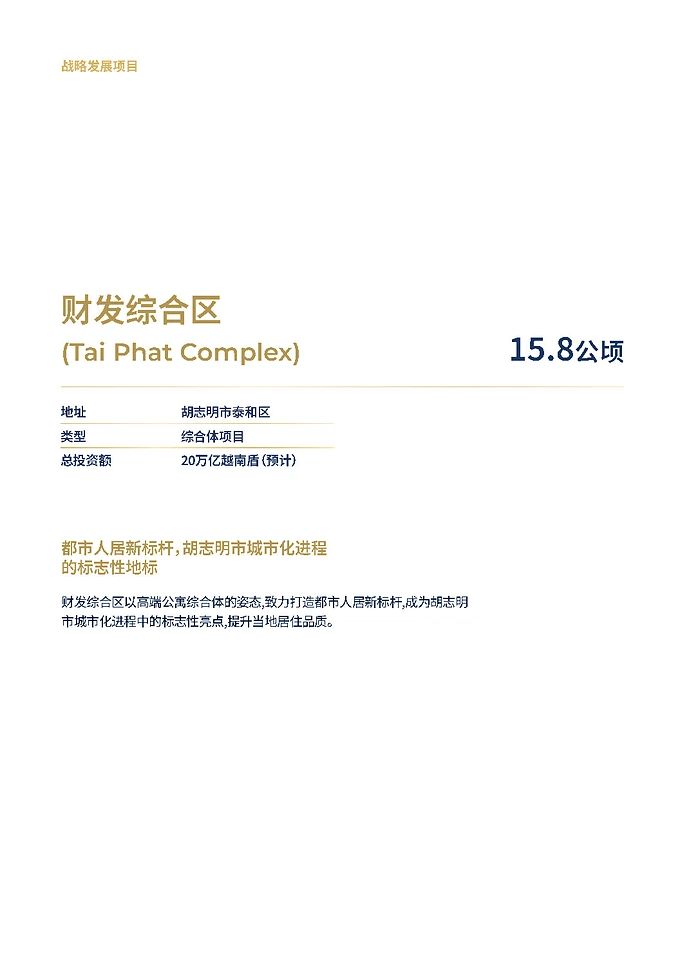 战略发展项目
财发综合区
(Tai Phat Complex)
15.8公顷
地址 胡志明市泰和区
类型 综合体项目
总投资额 20万亿越南盾(预计)
都市人居新标杆,胡志明市城市化进程
的标志性地标
财发综合区以高端公寓综合体的姿态,致力打造都市人居新标杆,成为胡志明
市城市化进程中的标志性亮点,提升当地居住品质。